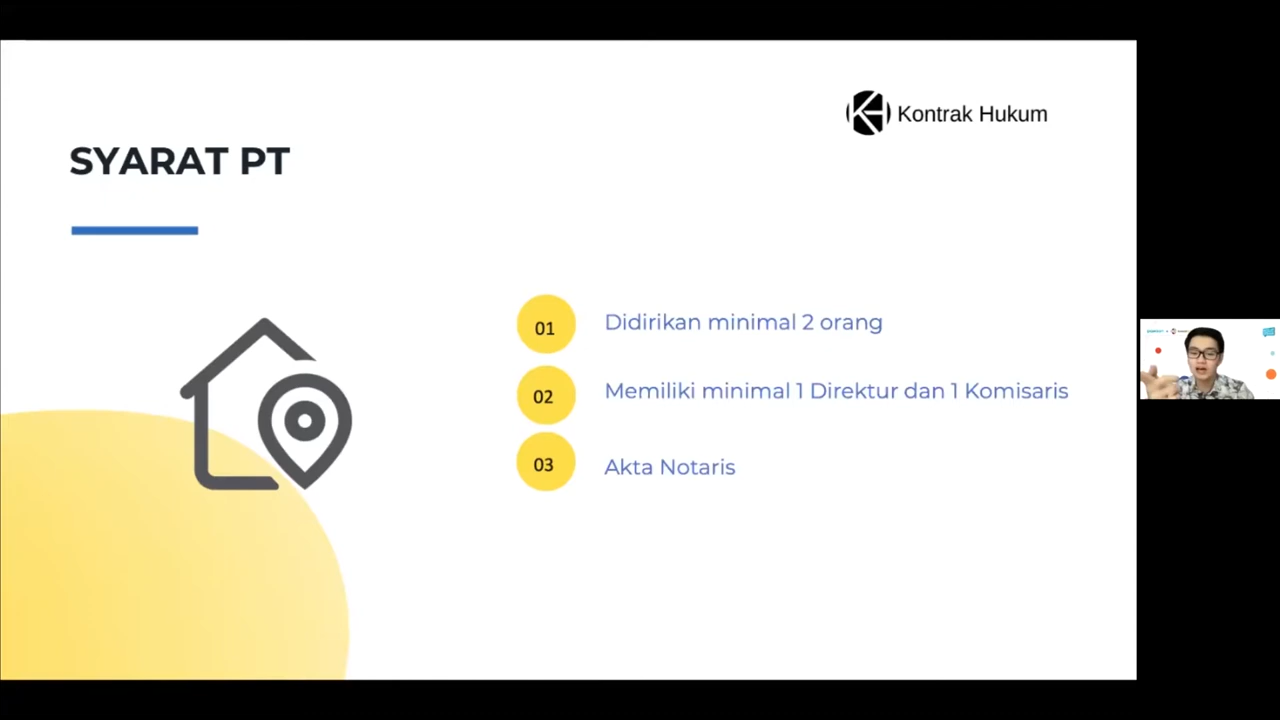 Kontrak Hukum
SYARAT PT
01
Didirikan minimal 2 orang
02
Memiliki minimal 1 Direktur dan 1 Komisaris
03
Akta Notaris